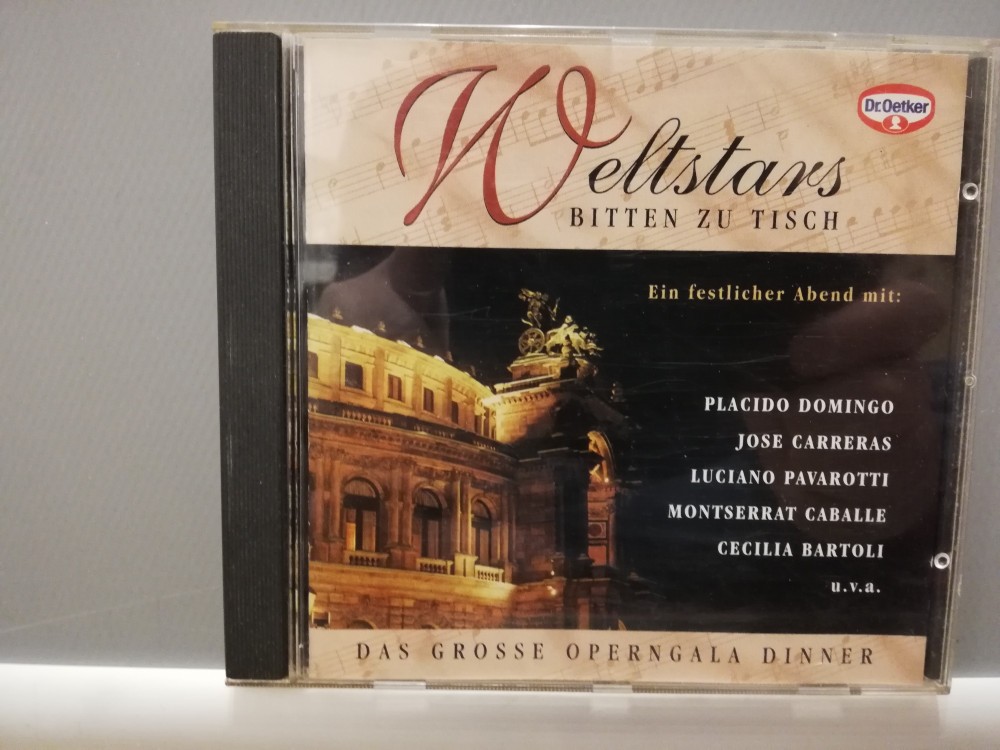 Dr. Oetker
Weltstars
BITTEN ZU TISCH
Ein festlicher Abend mit:
PLACIDO DOMINGO
JOSE CARRERAS
LUCIANO PAVAROTTI
MONTSERRAT CABALLE
CECILIA BARTOLI
u.v.a.
DAS GROSSE OPERNGALA DINNER